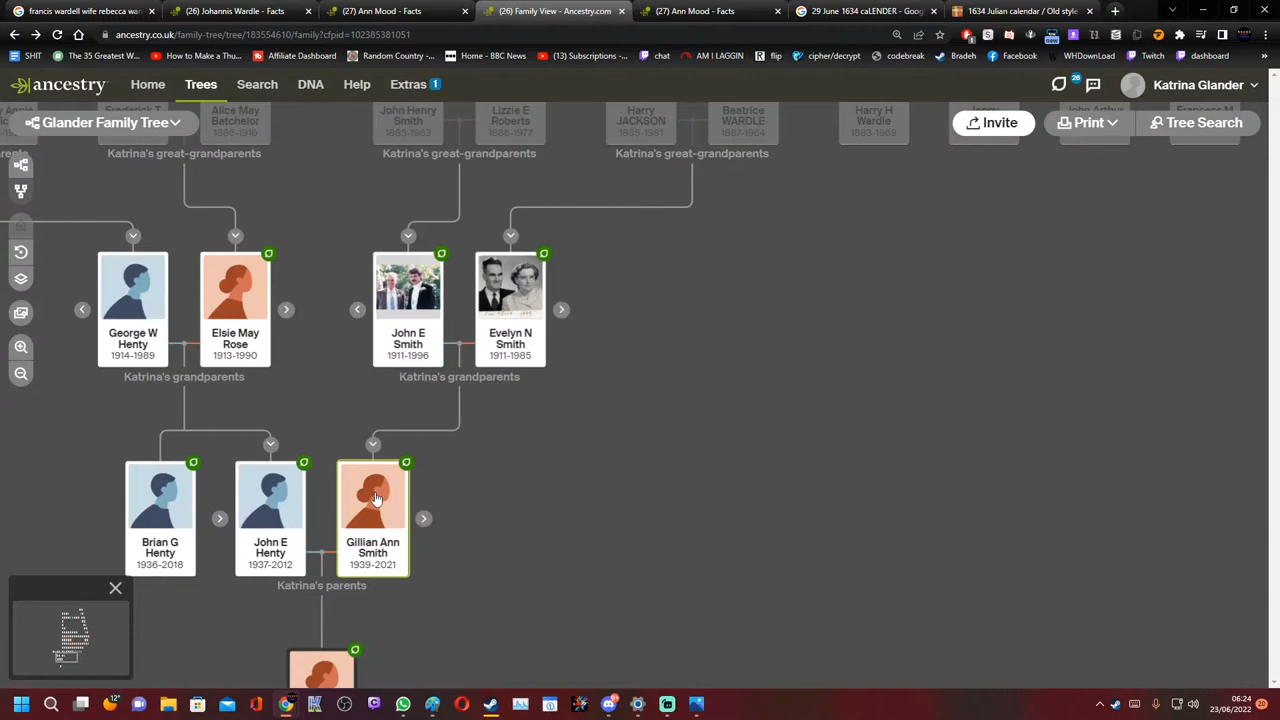 francis wardell wife rebecca war
(26) Johannis Wardle - Facts
(27) Ann Mood - Facts
(26) Family View - Ancestry.com
(27) Ann Mood - Facts
29 June 1634 caLENDER - Goog
1634 Julian calendar / Old style
ancestry.co.uk/family-tree/tree/183554610/family?cfpid=102385381051
SHIT
The 35 Greatest W...
How to Make a Thu...
Affiliate Dashboard
Random Country -...
Home - BBC News
(13) Subscriptions -...
chat
AM I LAGGIN
flip
cipher/decrypt
codebreak
Bradeh
Facebook
WHDownLoad
Twitch
dashboard
ancestry
Home
Trees
Search
DNA
Help
Extras 1
26
Katrina Glander
Glander Family Tree
Invite
Print
Tree Search
Alice May
Batchelor
1886-1916
John Henry
Smith
1885-1963
Lizzie E
Roberts
1886-1977
Harry
JACKSON
1885-1981
Beatrice
WARDLE
1887-1964
Harry H
Wardle
1883-1969
Katrina's great-grandparents
Katrina's great-grandparents
Katrina's great-grandparents
George W
Henty
1914-1989
Elsie May
Rose
1913-1990
John E
Smith
1911-1996
Evelyn N
Smith
1911-1985
Katrina's grandparents
Katrina's grandparents
Brian G
Henty
1936-2018
John E
Henty
1937-2012
Gillian Ann
Smith
1939-2021
Katrina's parents
12°
06:24
23/06/2022